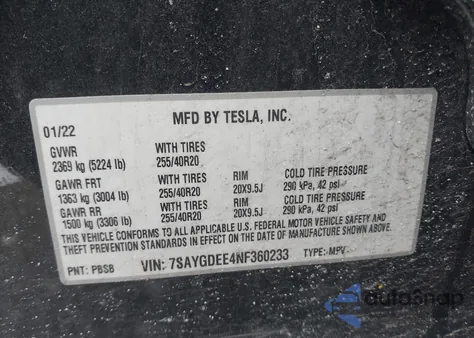 MFD BY TESLA, INC.
01/22
GVWR WITH TIRES
2369 kg (5224 lb) 255/40R20
GAWR FRT WITH TIRES RIM COLD TIRE PRESSURE
1363 kg (3004 lb) 255/40R20 20X9.5J 290 kPa, 42 psi
GAWR RR WITH TIRES RIM COLD TIRE PRESSURE
1500 kg (3306 lb) 255/40R20 20X9.5J 290 kPa, 42 psi
THIS VEHICLE CONFORMS TO ALL APPLICABLE U.S. FEDERAL MOTOR VEHICLE SAFETY AND
THEFT PREVENTION STANDARDS IN EFFECT ON THE DATE OF MANUFACTURE SHOWN ABOVE.
PNT: PBSB VIN: 7SAYGDEE4NF360233 TYPE: MPV
autoSnap